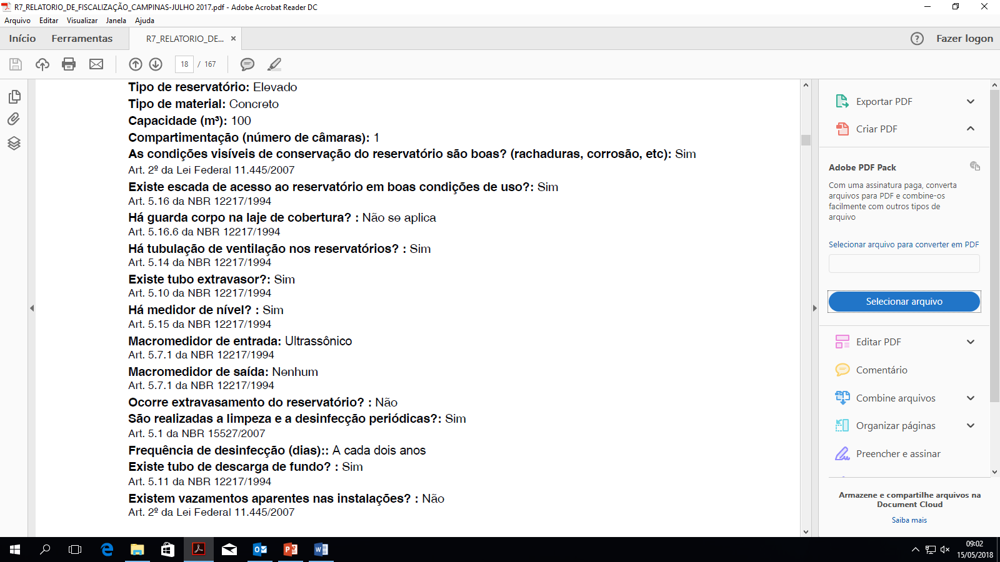 R7_RELATORIO_DE_FISCALIZAÇÃO_CAMPINAS-JULHO 2017.pdf - Adobe Acrobat Reader DC
Arquivo Editar Visualizar Janela Ajuda
Início Ferramentas R7_RELATORIO_DE... × Fazer logon
18 / 167
Tipo de reservatório: Elevado
Tipo de material: Concreto
Capacidade (m³): 100
Compartimentação (número de câmaras): 1
As condições visíveis de conservação do reservatório são boas? (rachaduras, corrosão, etc): Sim
Art. 2º da Lei Federal 11.445/2007
Existe escada de acesso ao reservatório em boas condições de uso?: Sim
Art. 5.16 da NBR 12217/1994
Há guarda corpo na laje de cobertura? : Não se aplica
Art. 5.16.6 da NBR 12217/1994
Há tubulação de ventilação nos reservatórios? : Sim
Art. 5.14 da NBR 12217/1994
Existe tubo extravasor?: Sim
Art. 5.10 da NBR 12217/1994
Há medidor de nível? : Sim
Art. 5.15 da NBR 12217/1994
Macromedidor de entrada: Ultrassônico
Art. 5.7.1 da NBR 12217/1994
Macromedidor de saída: Nenhum
Art. 5.7.1 da NBR 12217/1994
Ocorre extravasamento do reservatório? : Não
São realizadas a limpeza e a desinfecção periódicas?: Sim
Art. 5.1 da NBR 15527/2007
Frequência de desinfecção (dias):: A cada dois anos
Existe tubo de descarga de fundo? : Sim
Art. 5.11 da NBR 12217/1994
Existem vazamentos aparentes nas instalações? : Não
Art. 2º da Lei Federal 11.445/2007
Exportar PDF
Criar PDF
Adobe PDF Pack
Com uma assinatura paga, converta
arquivos para PDF e combine-os
facilmente com outros tipos de
arquivo
Selecionar arquivo para converter em PDF
Selecionar arquivo
Editar PDF
Comentário
Combine arquivos
Organizar páginas
Preencher e assinar
Armazene e compartilhe arquivos na
Document Cloud
Saiba mais
09:02
15/05/2018